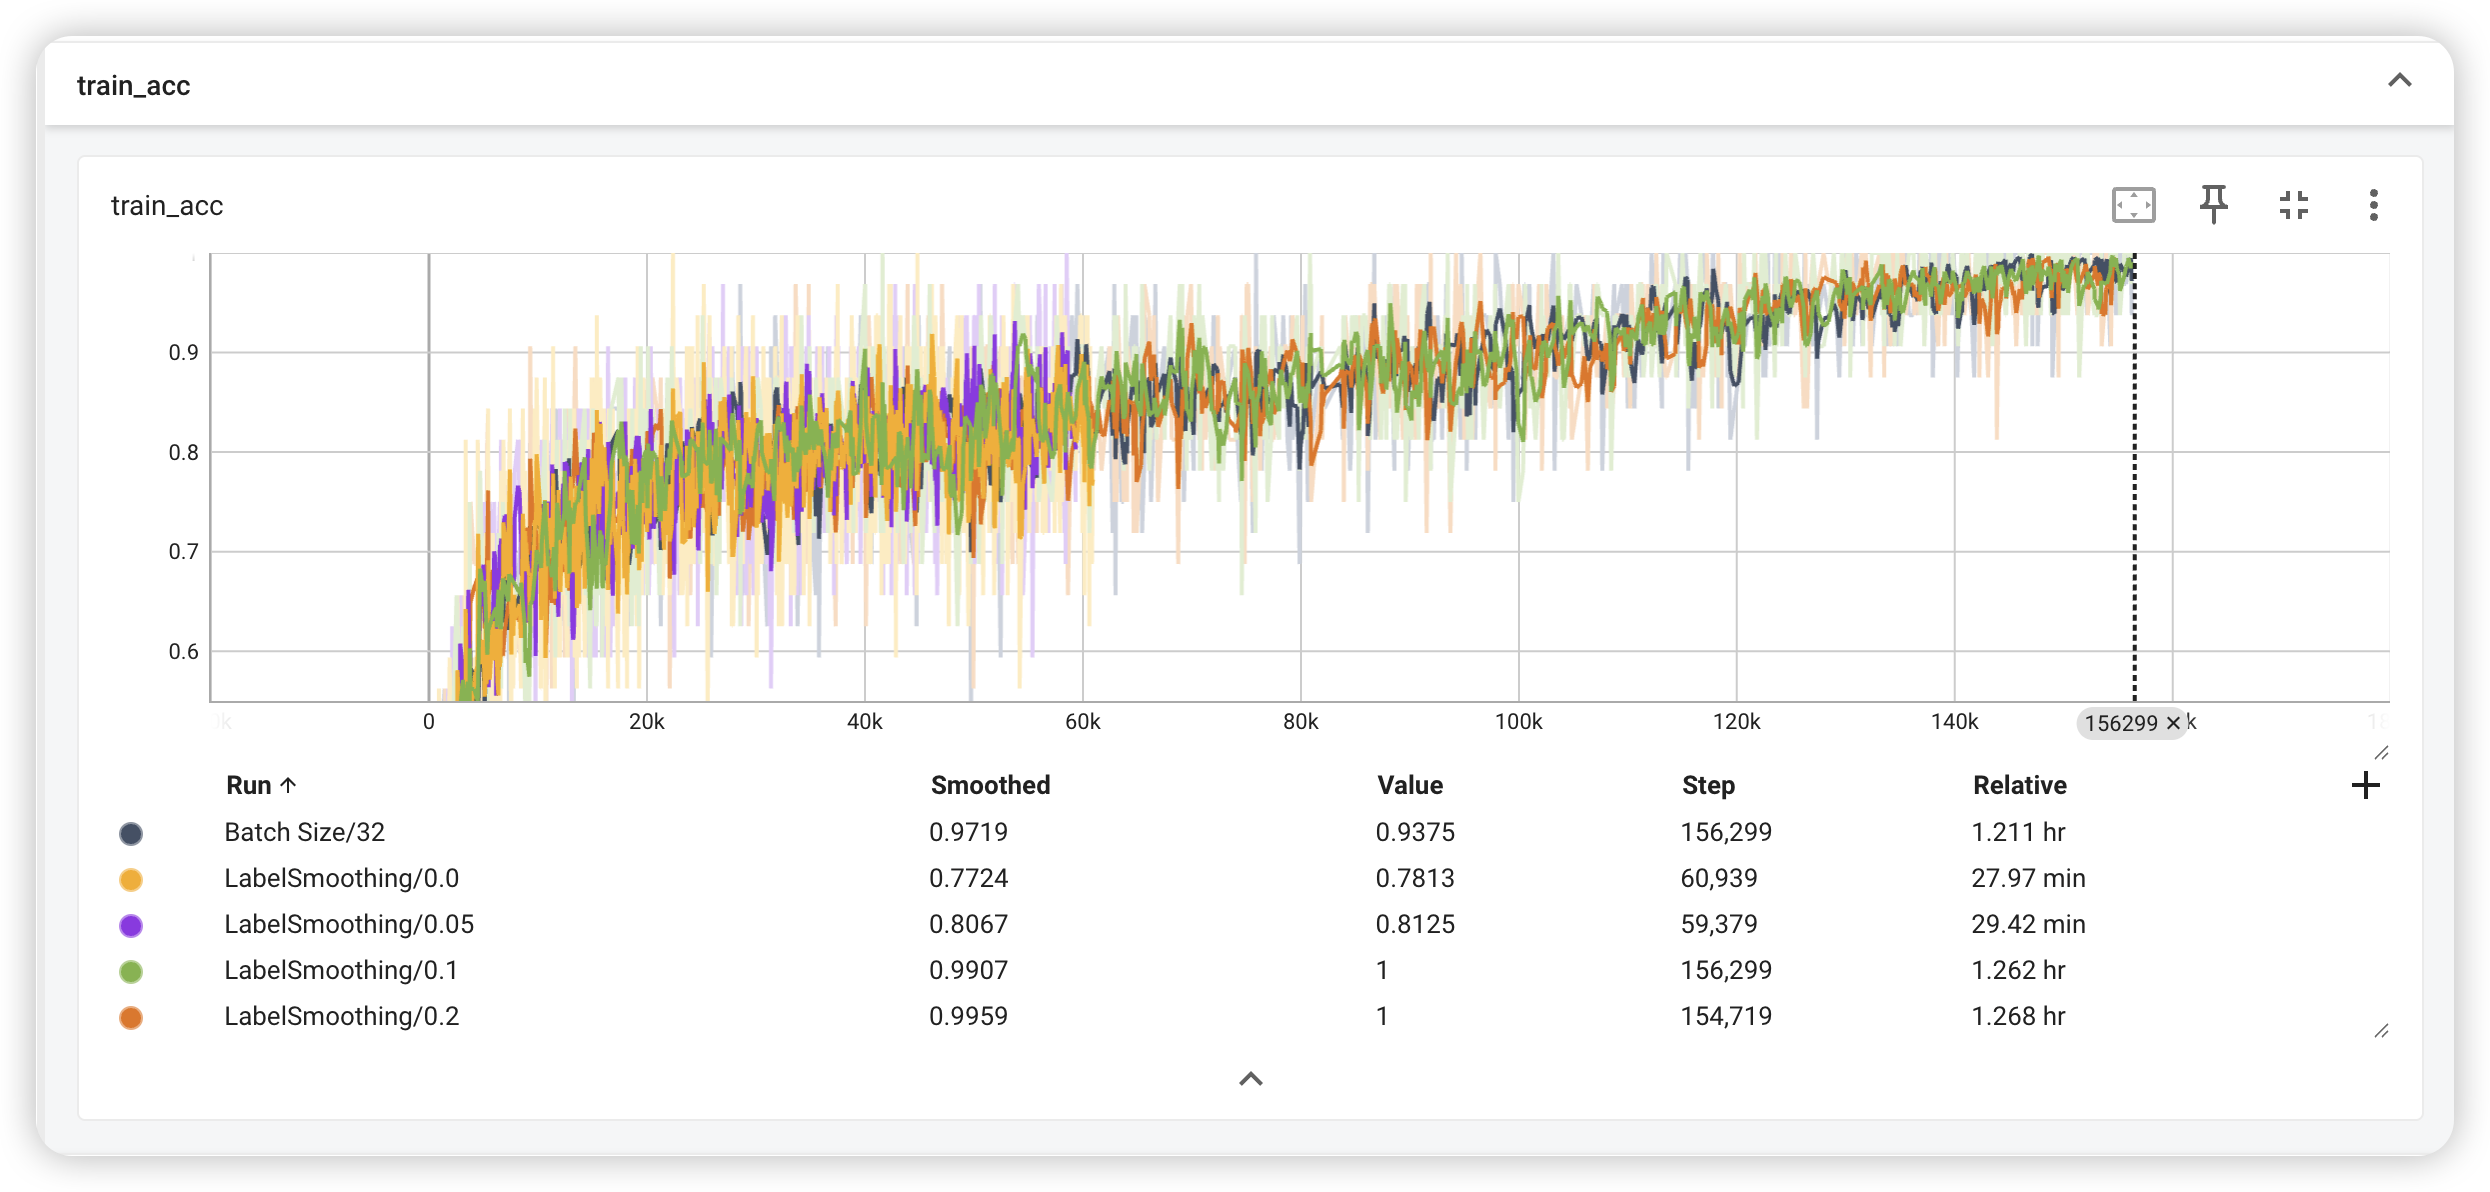 train_acc
train_acc
0.9
0.8
0.7
0.6
0 20k 40k 60k 80k 100k 120k 140k 156299 ✕ k
Run ↑ Smoothed Value Step Relative
Batch Size/32 0.9719 0.9375 156,299 1.211 hr
LabelSmoothing/0.0 0.7724 0.7813 60,939 27.97 min
LabelSmoothing/0.05 0.8067 0.8125 59,379 29.42 min
LabelSmoothing/0.1 0.9907 1 156,299 1.262 hr
LabelSmoothing/0.2 0.9959 1 154,719 1.268 hr